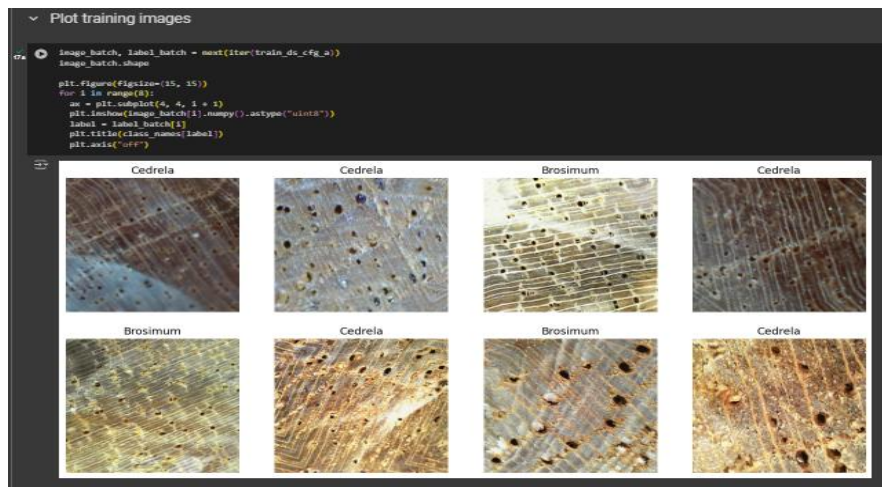 Plot training images
17s
image_batch, label_batch = next(iter(train_ds_cfg_a))
image_batch.shape
plt.figure(figsize=(15, 15))
for i in range(8):
ax = plt.subplot(4, 4, i + 1)
plt.imshow(image_batch[i].numpy().astype("uint8"))
label = label_batch[i]
plt.title(class_names[label])
plt.axis("off")
Cedrela Cedrela Brosimum Cedrela
Brosimum Cedrela Brosimum Cedrela